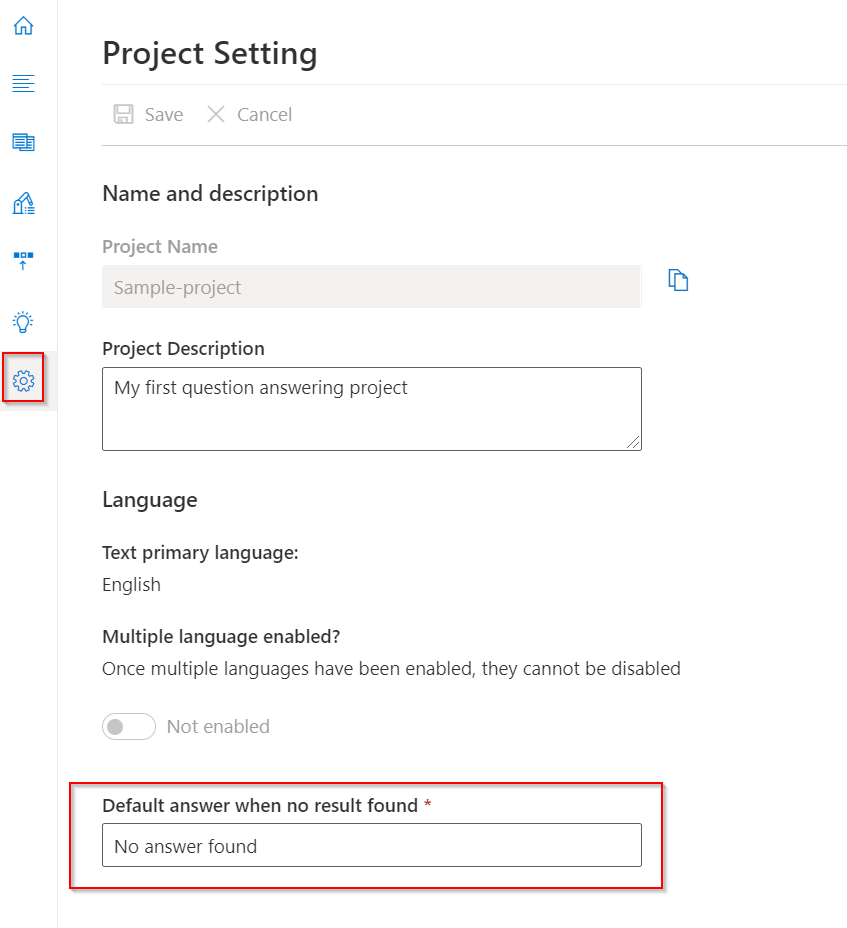 Project Setting
Save Cancel
Name and description
Project Name
Sample-project
Project Description
My first question answering project
Language
Text primary language:
English
Multiple language enabled?
Once multiple languages have been enabled, they cannot be disabled
Not enabled
Default answer when no result found *
No answer found